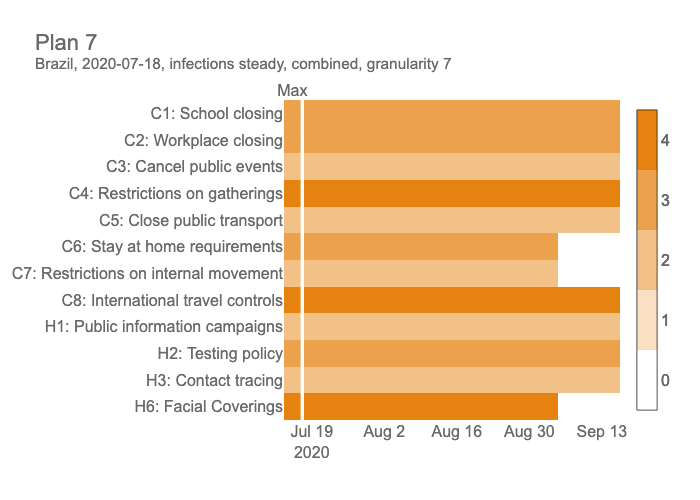 Plan 7
Brazil, 2020-07-18, infections steady, combined, granularity 7
Max
C1: School closing
C2: Workplace closing
C3: Cancel public events
C4: Restrictions on gatherings
C5: Close public transport
C6: Stay at home requirements
C7: Restrictions on internal movement
C8: International travel controls
H1: Public information campaigns
H2: Testing policy
H3: Contact tracing
H6: Facial Coverings
Jul 19 Aug 2 Aug 16 Aug 30 Sep 13
2020
4
3
2
1
0